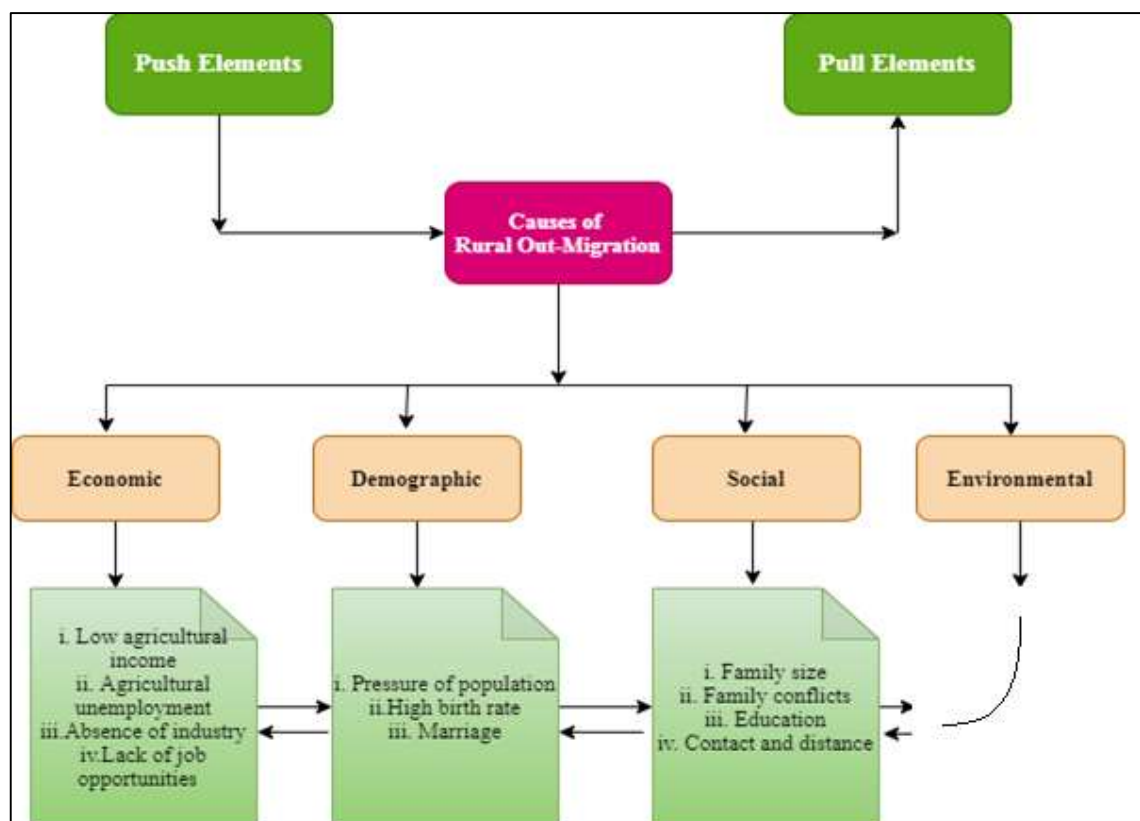 Push Elements
Pull Elements
Causes of
Rural Out-Migration
Economic
Demographic
Social
Environmental
i. Low agricultural
income
ii. Agricultural
unemployment
iii.Absence of industry
iv.Lack of job
opportunities
i. Pressure of population
ii.High birth rate
iii. Marriage
i. Family size
ii. Family conflicts
iii. Education
iv. Contact and distance